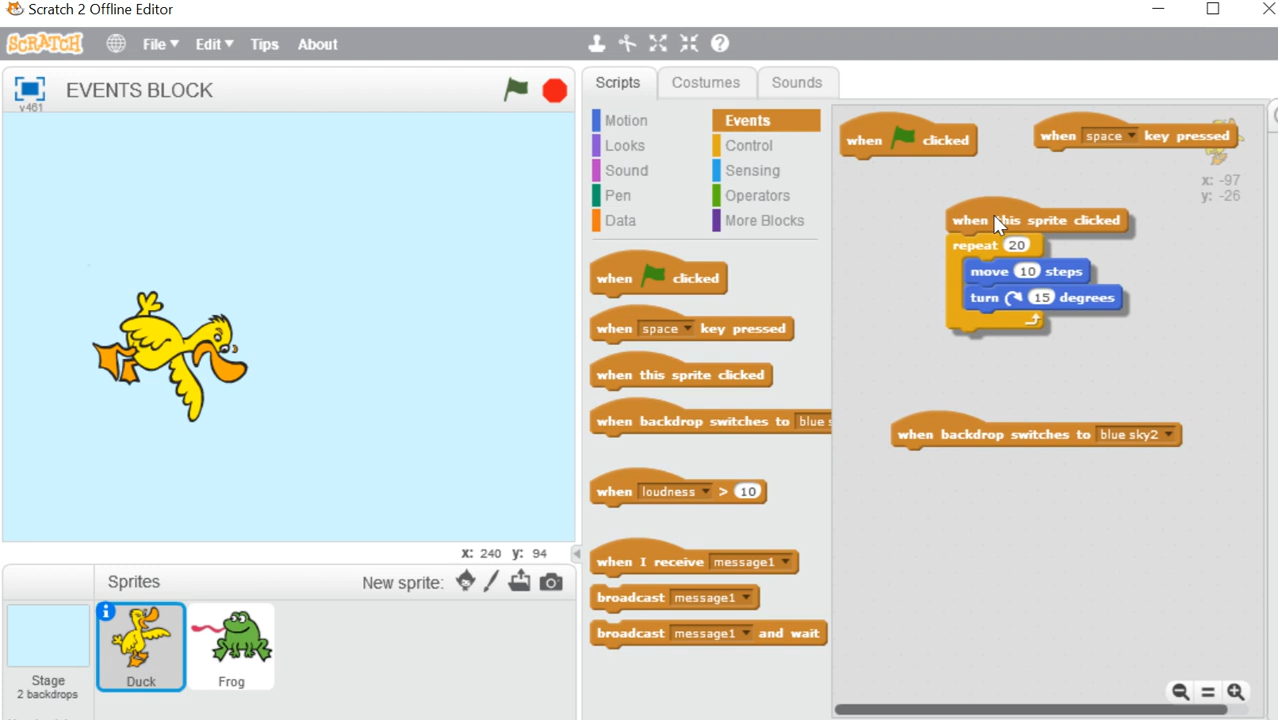 Scratch 2 Offline Editor
SCRATCH File Edit Tips About
v461 EVENTS BLOCK
Scripts Costumes Sounds
Motion Events
Looks Control
Sound Sensing
Pen Operators
Data More Blocks
when clicked
when space key pressed
when this sprite clicked
when backdrop switches to blue s
when loudness > 10
when I receive message1
broadcast message1
broadcast message1 and wait
when clicked
when space key pressed
x: -97
y: -26
when this sprite clicked
repeat 20
move 10 steps
turn 15 degrees
when backdrop switches to blue sky2
x: 240 y: 94
Sprites New sprite:
Stage
2 backdrops
Duck
Frog